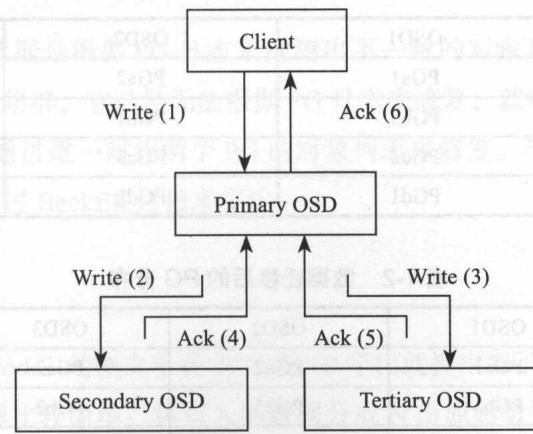 Client
Write (1)
Ack (6)
Primary OSD
Write (2)
Write (3)
Ack (4)
Ack (5)
Secondary OSD
Tertiary OSD